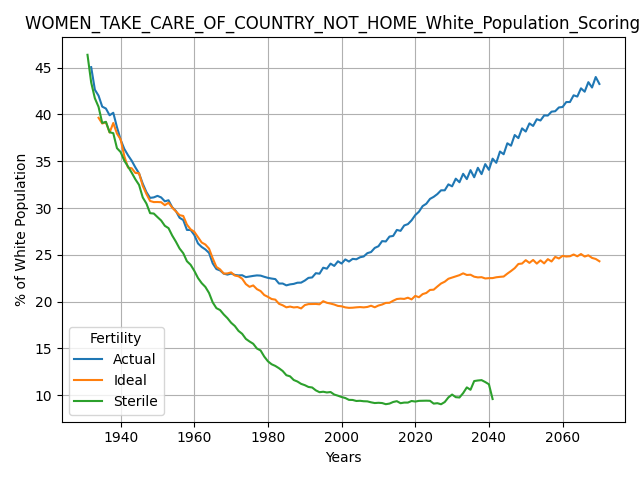 WOMEN_TAKE_CARE_OF_COUNTRY_NOT_HOME_White_Population_Scoring
% of White Population
45
40
35
30
25
20
15
10
Fertility
Actual
Ideal
Sterile
1940 1960 1980 2000 2020 2040 2060
Years